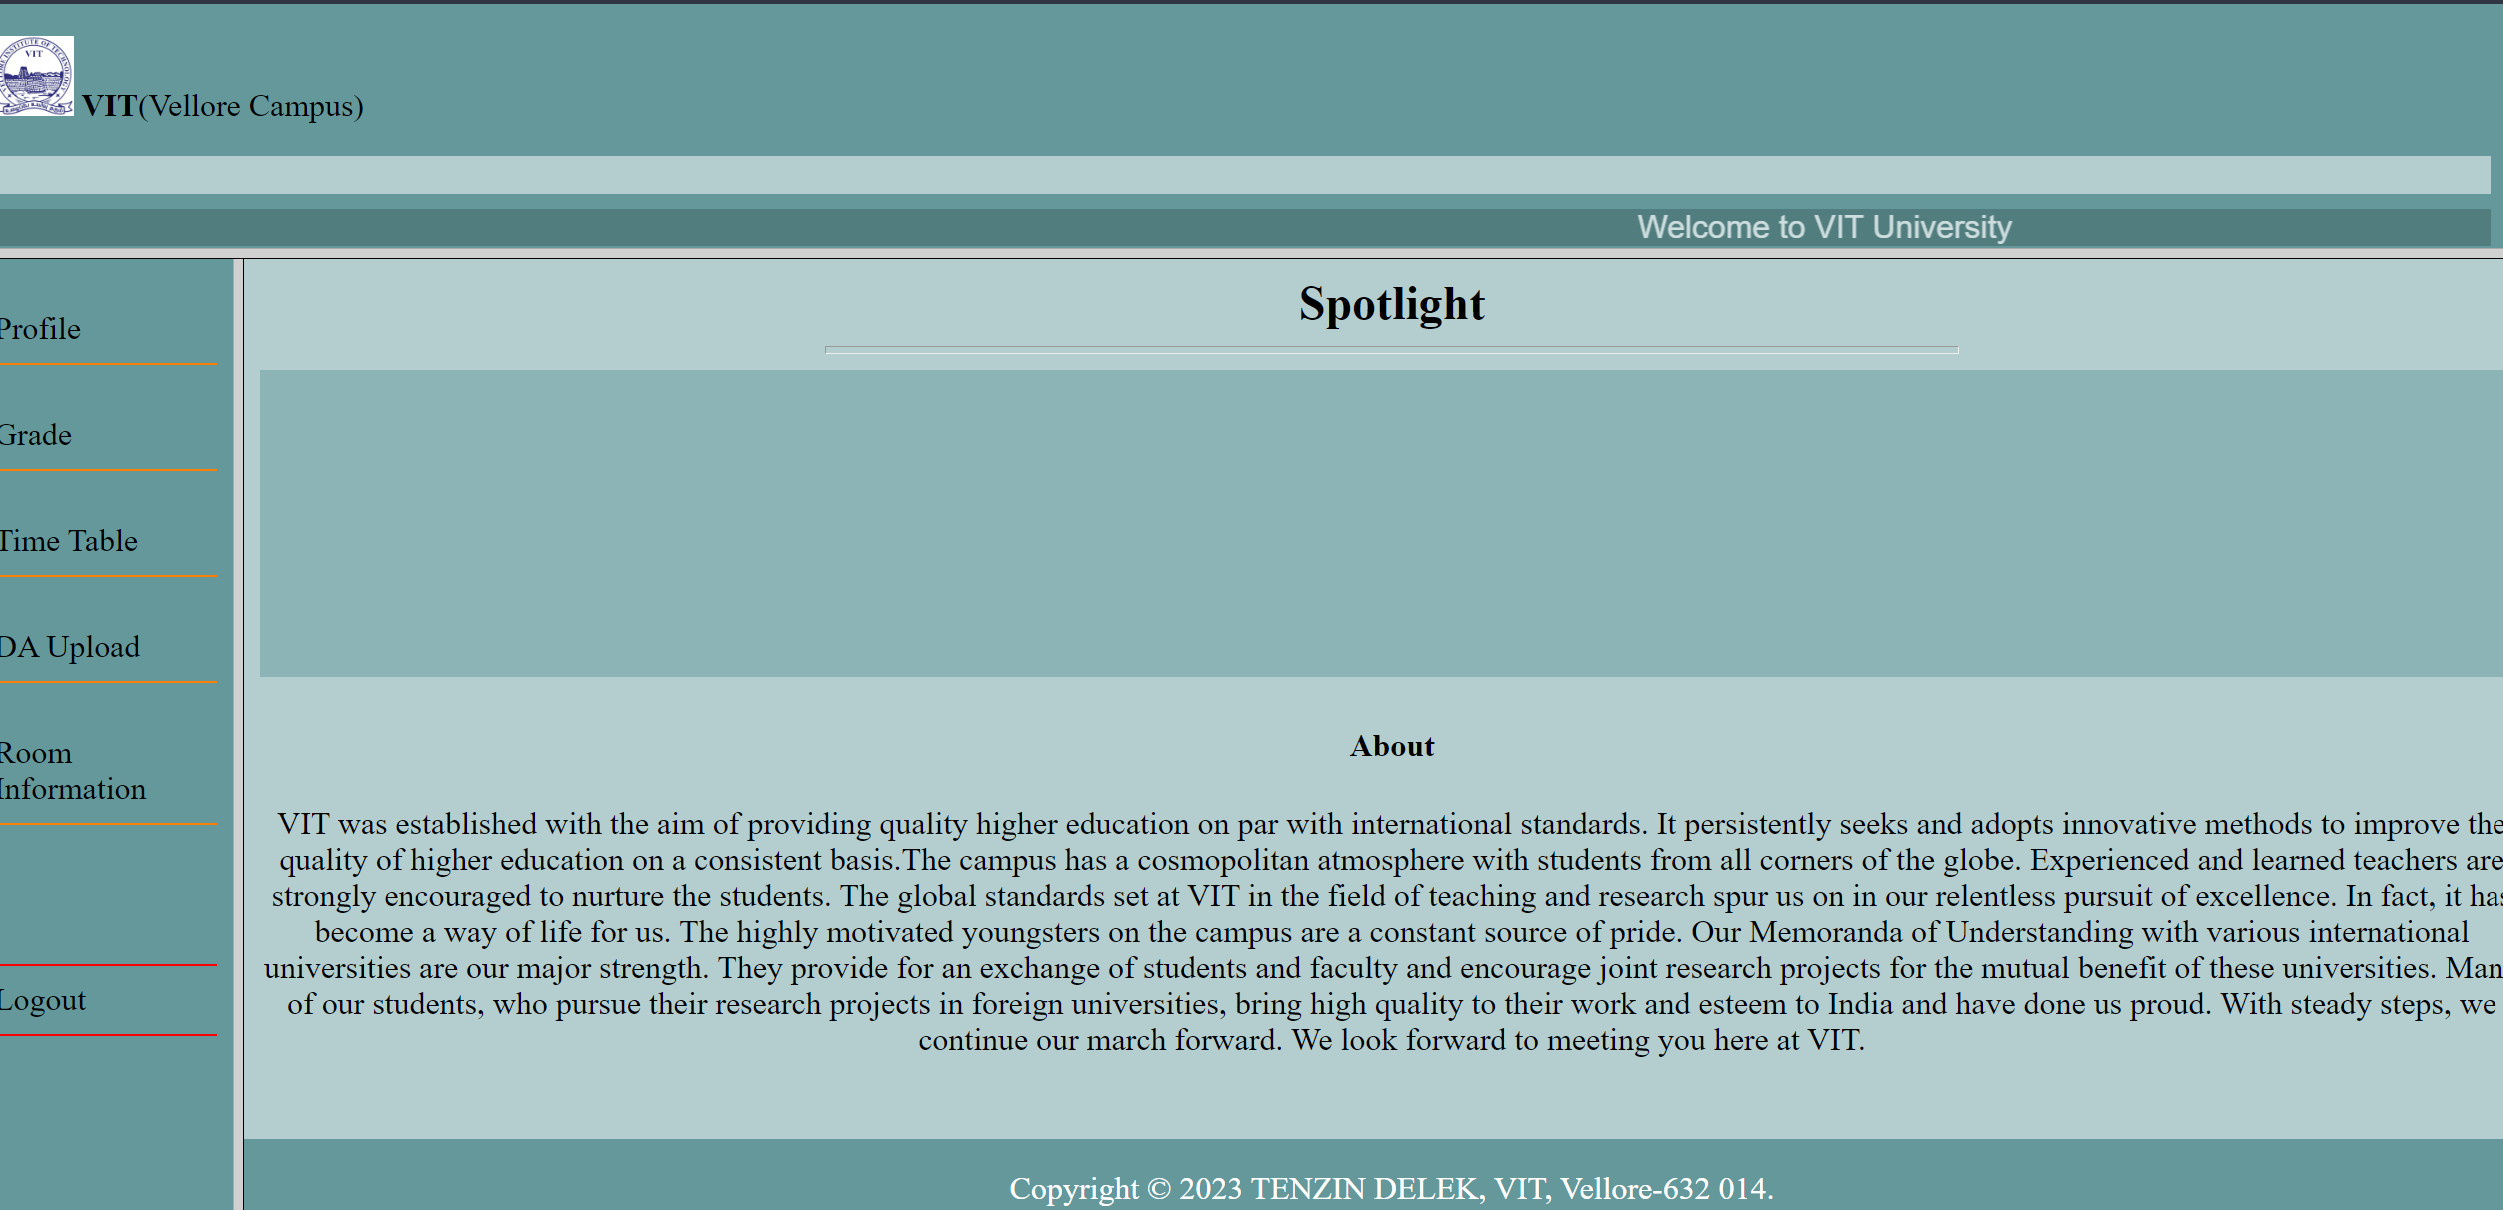 VIT
VIT(Vellore Campus)
Welcome to VIT University
Profile
Grade
Time Table
DA Upload
Room
Information
Logout
Spotlight
About
VIT was established with the aim of providing quality higher education on par with international standards. It persistently seeks and adopts innovative methods to improve the
quality of higher education on a consistent basis.The campus has a cosmopolitan atmosphere with students from all corners of the globe. Experienced and learned teachers are
strongly encouraged to nurture the students. The global standards set at VIT in the field of teaching and research spur us on in our relentless pursuit of excellence. In fact, it has
become a way of life for us. The highly motivated youngsters on the campus are a constant source of pride. Our Memoranda of Understanding with various international
universities are our major strength. They provide for an exchange of students and faculty and encourage joint research projects for the mutual benefit of these universities. Man
of our students, who pursue their research projects in foreign universities, bring high quality to their work and esteem to India and have done us proud. With steady steps, we
continue our march forward. We look forward to meeting you here at VIT.
Copyright © 2023 TENZIN DELEK, VIT, Vellore-632 014.